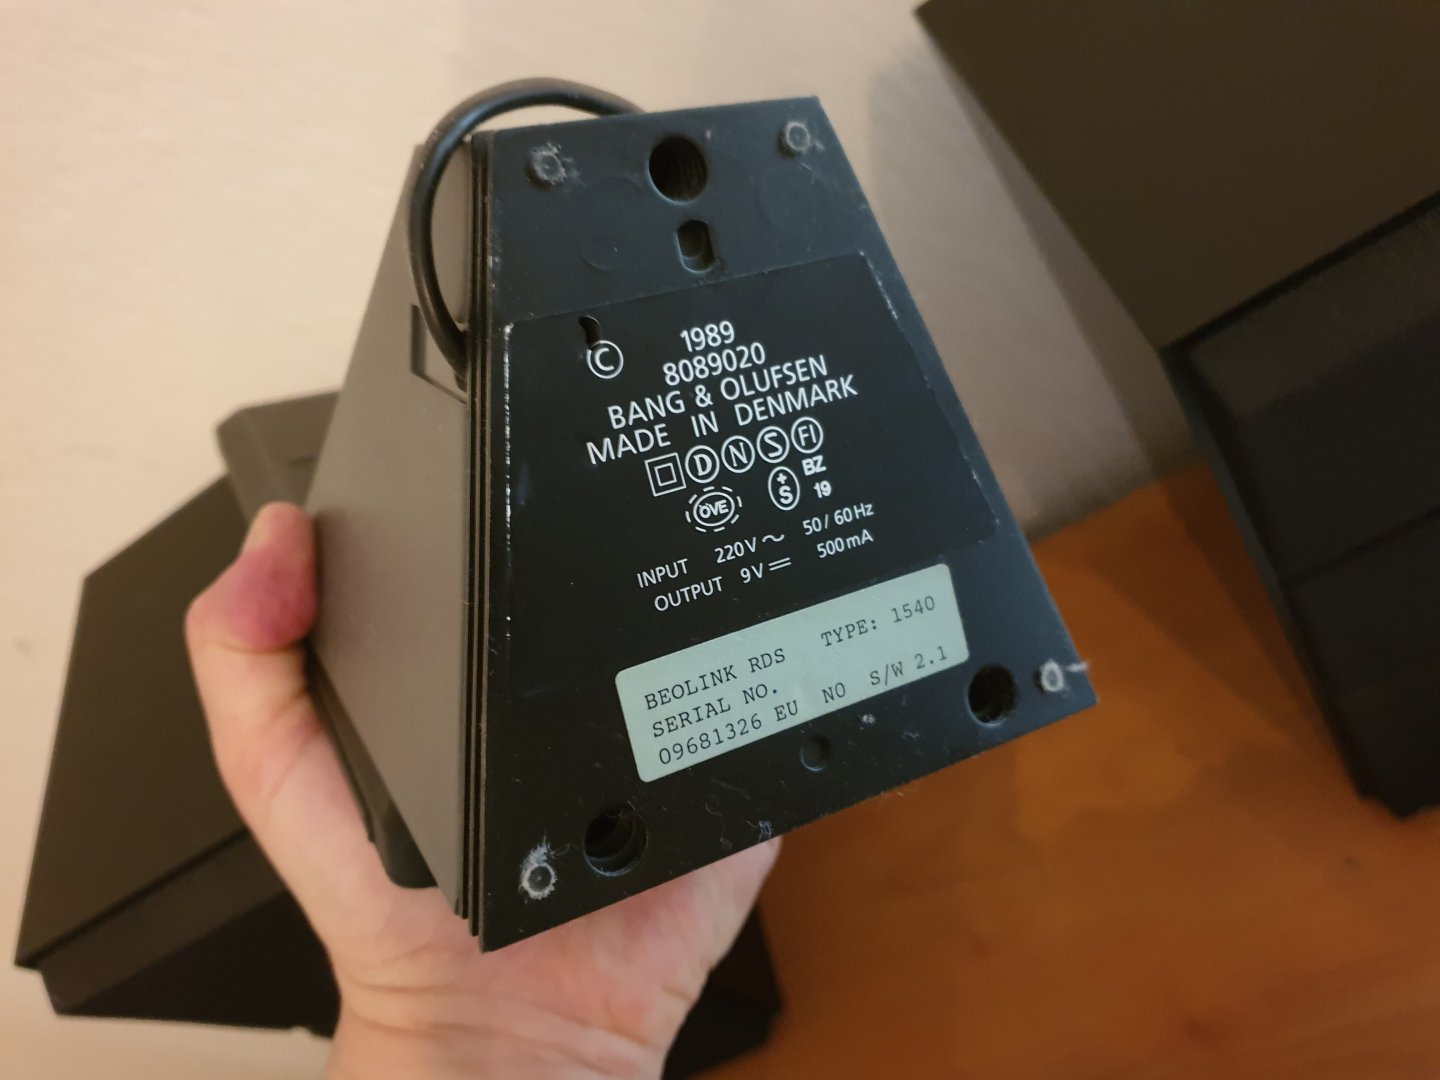 © 1989
8089020
BANG & OLUFSEN
MADE IN DENMARK
D N S FI
ÖVE +S BZ 19
INPUT 220V ~ 50/60Hz
OUTPUT 9V ⎓ 500mA
BEOLINK RDS TYPE: 1540
SERIAL NO.
09681326 EU NO S/W 2.1